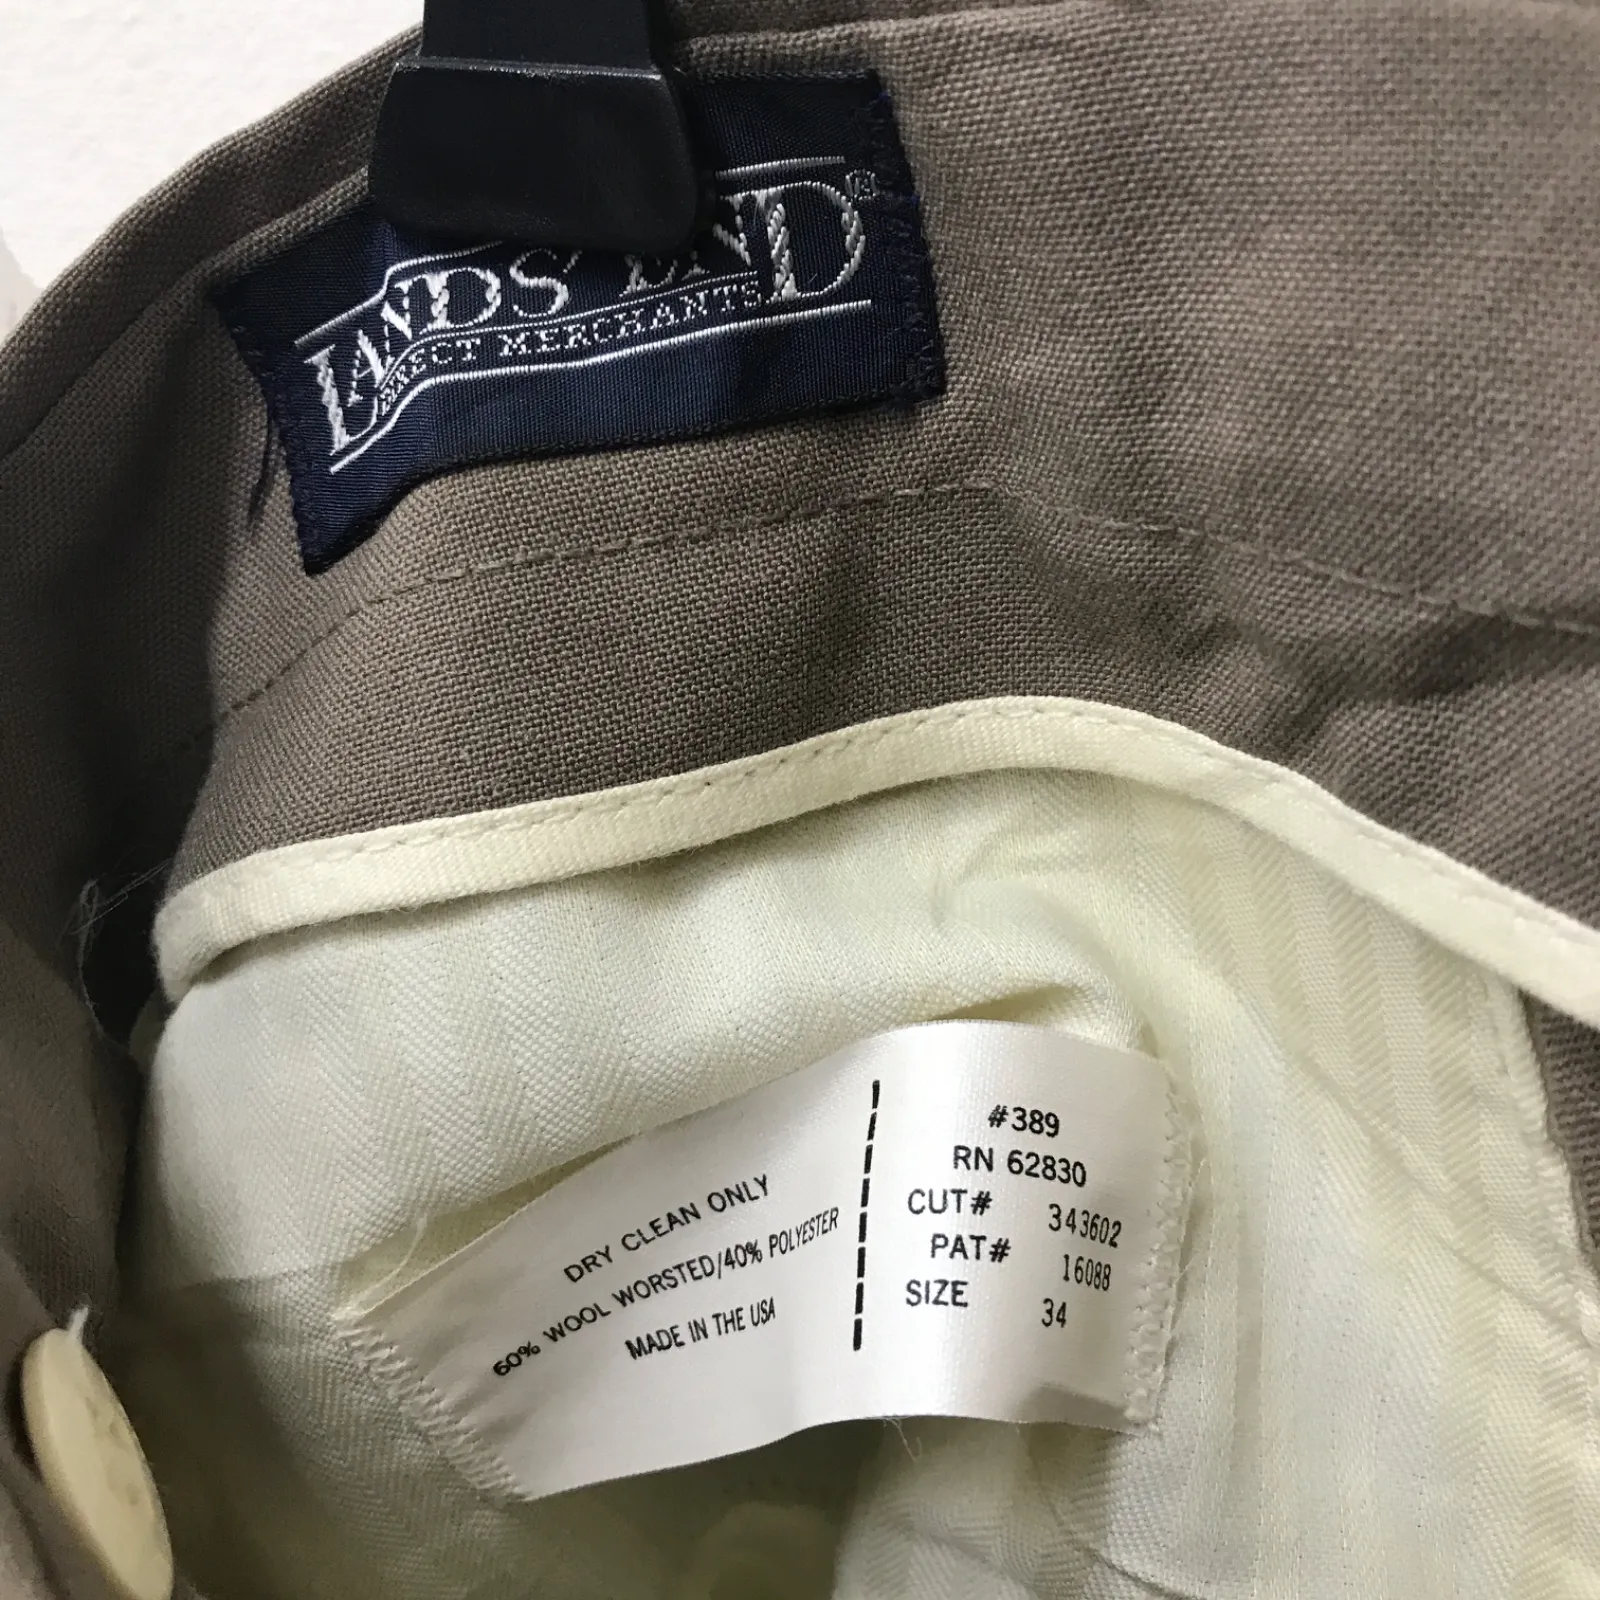 LANDS' END®
DIRECT MERCHANTS
DRY CLEAN ONLY
60% WOOL WORSTED/40% POLYESTER
MADE IN THE USA
#389
RN 62830
CUT# 343602
PAT# 16088
SIZE 34